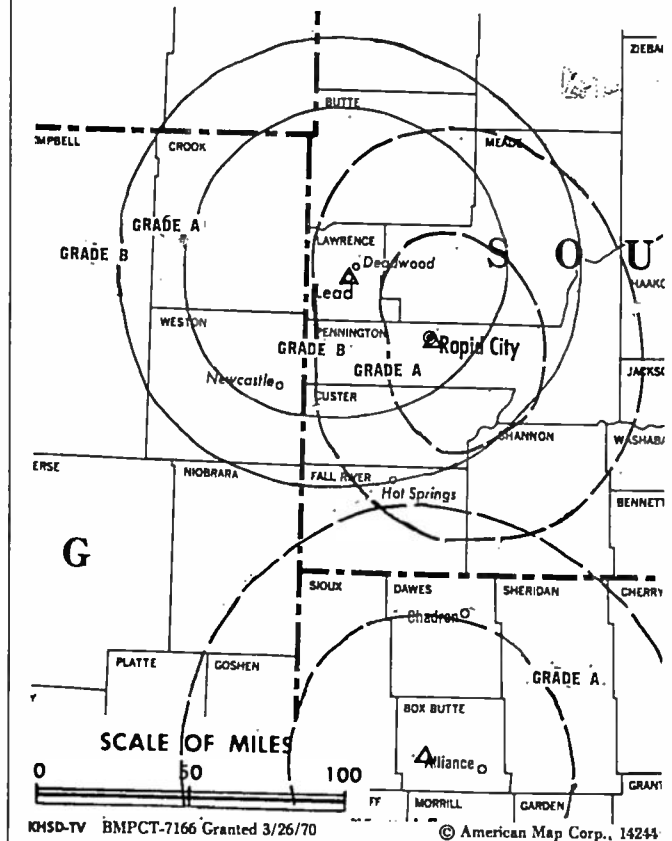 ZIEBA
BUTTE
MPBELL
CROOK
MEADE
GRADE A
GRADE B
LAWRENCE
Deadwood
S O U
Lead
HAAKO
WESTON
PENNINGTON
GRADE B
Rapid City
GRADE A
Newcastle
JACKSO
CUSTER
SHANNON
WASHABA
ERSE
NIOBRARA
FALL RIVER
Hot Springs
BENNETT
G
SIOUX
DAWES
SHERIDAN
CHERRY
Chadron
PLATTE
GOSHEN
GRADE A
Y
BOX BUTTE
SCALE OF MILES
Alliance
0 50 100
GRANT
FF
MORRILL
GARDEN
KHSD-TV BMPCT-7166 Granted 3/26/70
© American Map Corp., 14244